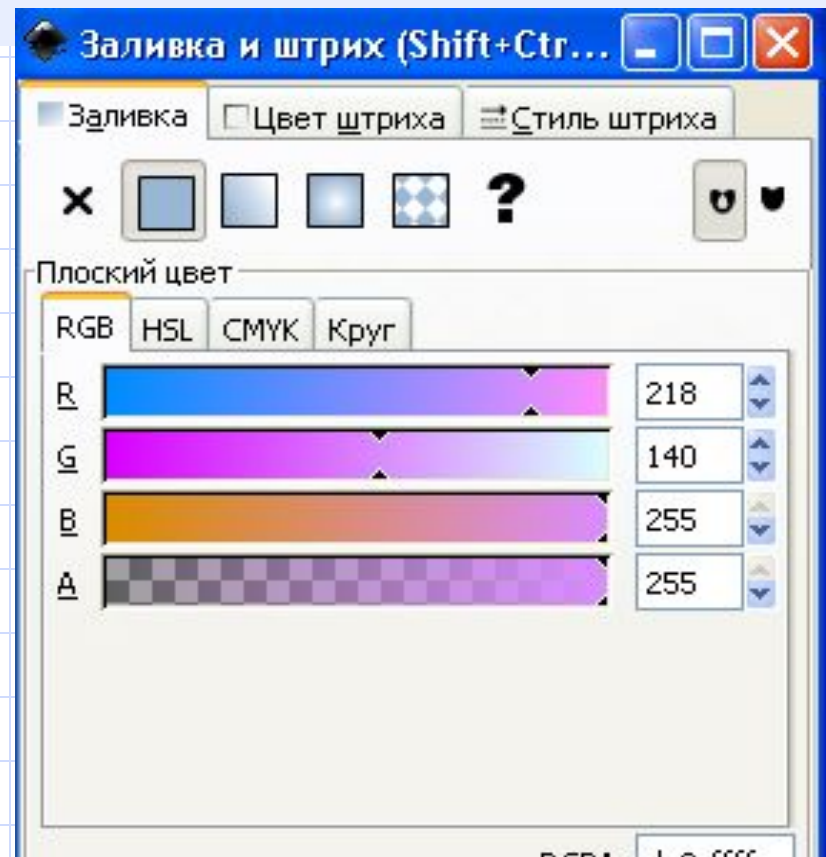 Заливка и штрих (Shift+Ctr...
Заливка Цвет штриха Стиль штриха
?
Плоский цвет
RGB HSL CMYK Круг
R 218
G 140
B 255
A 255